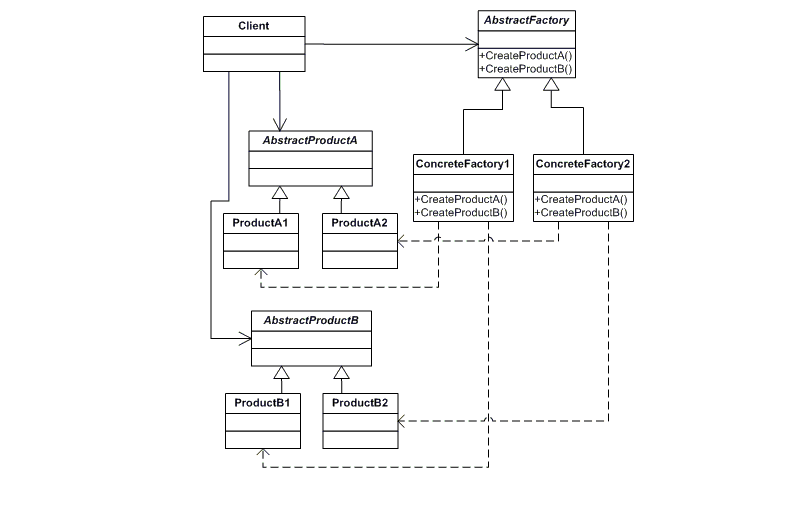 Client
AbstractFactory
+CreateProductA()
+CreateProductB()
AbstractProductA
ConcreteFactory1
+CreateProductA()
+CreateProductB()
ConcreteFactory2
+CreateProductA()
+CreateProductB()
ProductA1
ProductA2
AbstractProductB
ProductB1
ProductB2